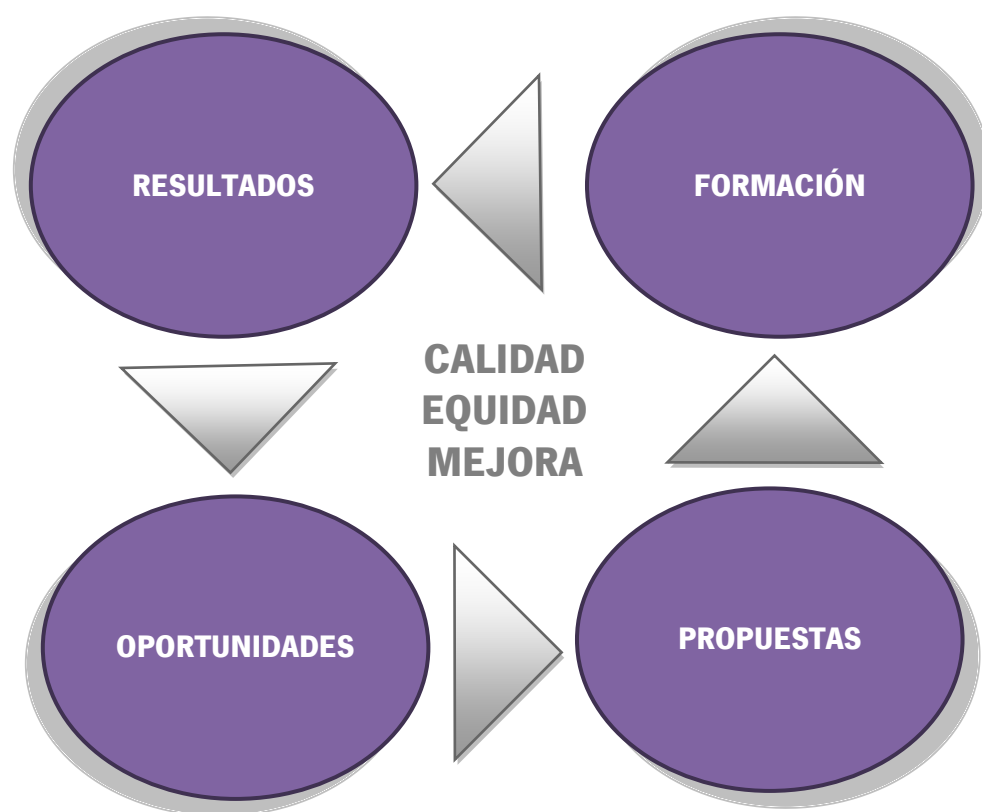 RESULTADOS
FORMACIÓN
CALIDAD
EQUIDAD
MEJORA
OPORTUNIDADES
PROPUESTAS